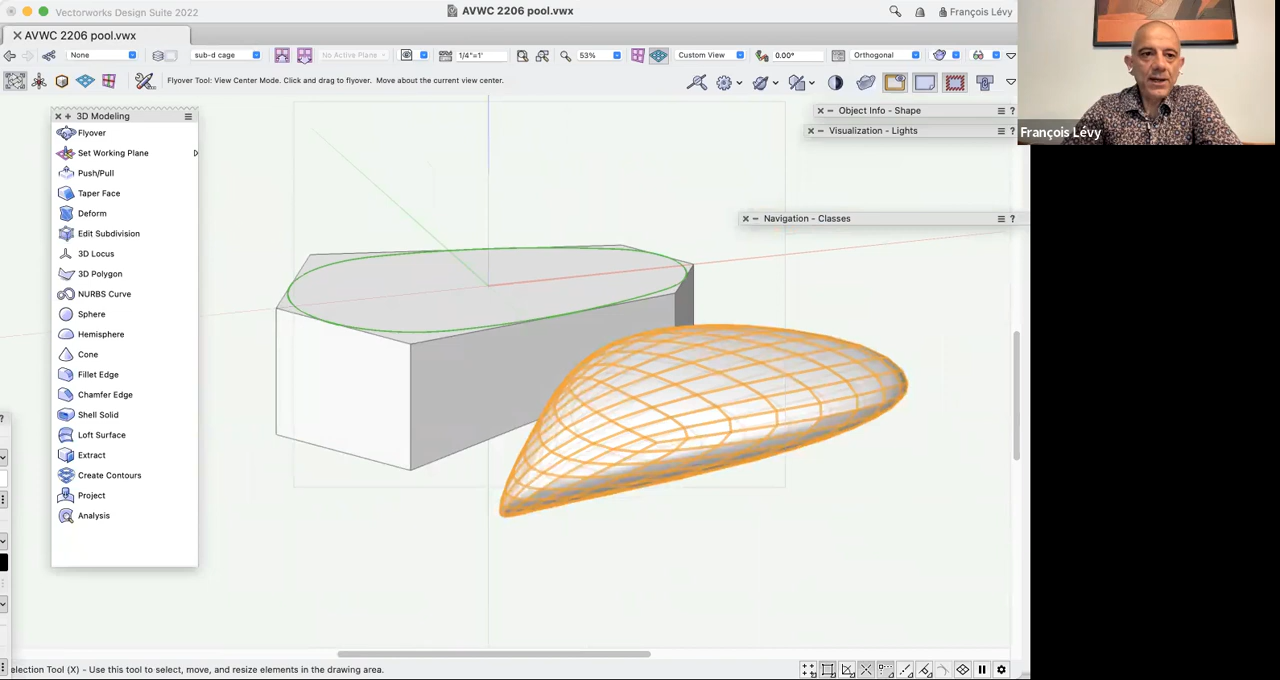 Vectorworks Design Suite 2022
AVWC 2206 pool.vwx
François Lévy
AVWC 2206 pool.vwx
None
sub-d cage
No Active Plane
1/4"=1'
53%
Custom View
0.00°
Orthogonal
Flyover Tool: View Center Mode. Click and drag to flyover. Move about the current view center.
3D Modeling
Flyover
Set Working Plane
Push/Pull
Taper Face
Deform
Edit Subdivision
3D Locus
3D Polygon
NURBS Curve
Sphere
Hemisphere
Cone
Fillet Edge
Chamfer Edge
Shell Solid
Loft Surface
Extract
Create Contours
Project
Analysis
Object Info - Shape
?
Visualization - Lights
?
Navigation - Classes
?
?
François Lévy
election Tool (X) - Use this tool to select, move, and resize elements in the drawing area.